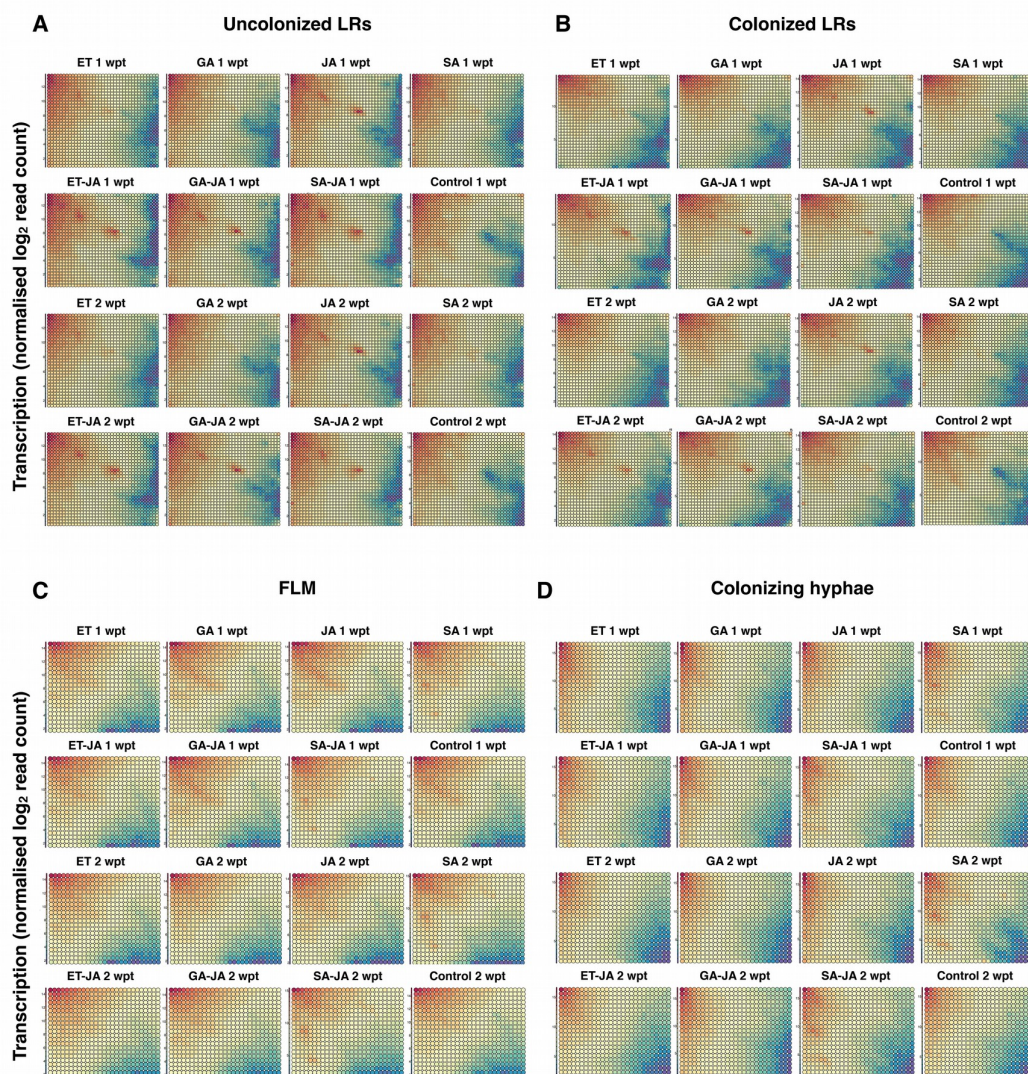 A
Uncolonized LRs
B
Colonized LRs
ET 1 wpt GA 1 wpt JA 1 wpt SA 1 wpt
ET 1 wpt GA 1 wpt JA 1 wpt SA 1 wpt
ET-JA 1 wpt GA-JA 1 wpt SA-JA 1 wpt Control 1 wpt
ET-JA 1 wpt GA-JA 1 wpt SA-JA 1 wpt Control 1 wpt
ET 2 wpt GA 2 wpt JA 2 wpt SA 2 wpt
ET 2 wpt GA 2 wpt JA 2 wpt SA 2 wpt
ET-JA 2 wpt GA-JA 2 wpt SA-JA 2 wpt Control 2 wpt
ET-JA 2 wpt GA-JA 2 wpt SA-JA 2 wpt Control 2 wpt
Transcription (normalised log₂ read count)
C
FLM
D
Colonizing hyphae
ET 1 wpt GA 1 wpt JA 1 wpt SA 1 wpt
ET 1 wpt GA 1 wpt JA 1 wpt SA 1 wpt
ET-JA 1 wpt GA-JA 1 wpt SA-JA 1 wpt Control 1 wpt
ET-JA 1 wpt GA-JA 1 wpt SA-JA 1 wpt Control 1 wpt
ET 2 wpt GA 2 wpt JA 2 wpt SA 2 wpt
ET 2 wpt GA 2 wpt JA 2 wpt SA 2 wpt
ET-JA 2 wpt GA-JA 2 wpt SA-JA 2 wpt Control 2 wpt
ET-JA 2 wpt GA-JA 2 wpt SA-JA 2 wpt Control 2 wpt
Transcription (normalised log₂ read count)